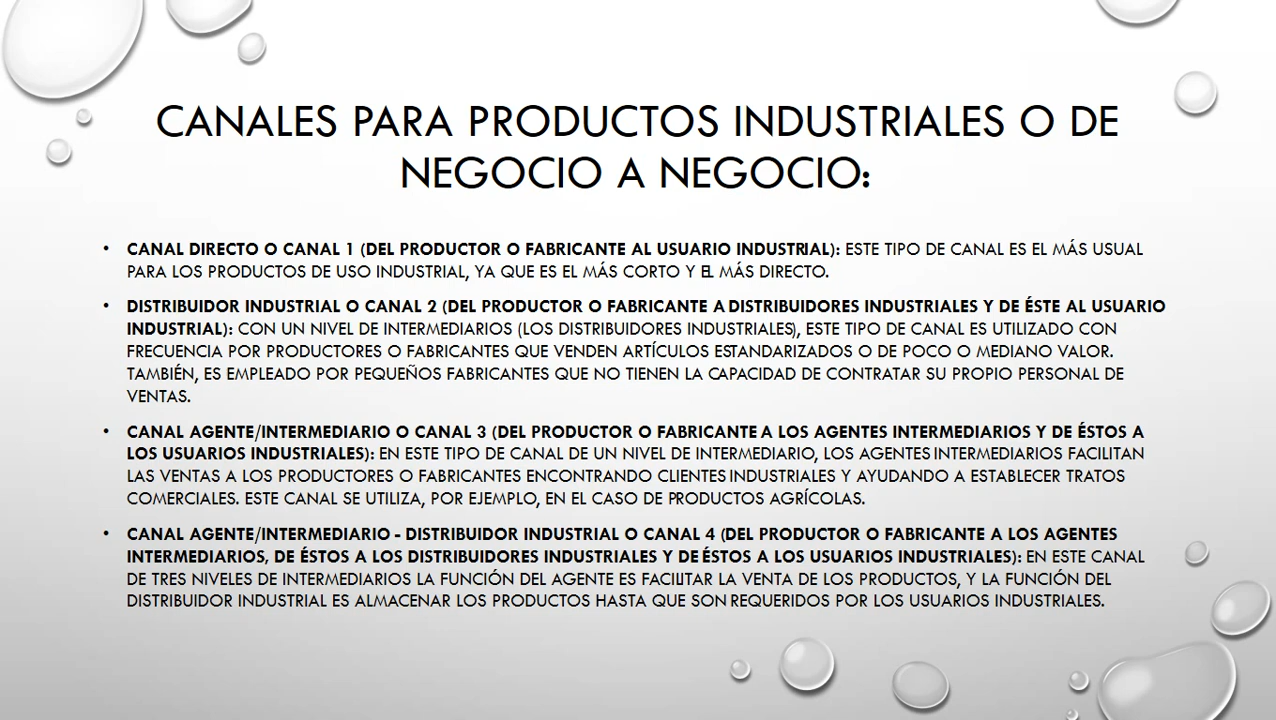 CANALES PARA PRODUCTOS INDUSTRIALES O DE
NEGOCIO A NEGOCIO:
• CANAL DIRECTO O CANAL 1 (DEL PRODUCTOR O FABRICANTE AL USUARIO INDUSTRIAL): ESTE TIPO DE CANAL ES EL MÁS USUAL
PARA LOS PRODUCTOS DE USO INDUSTRIAL, YA QUE ES EL MÁS CORTO Y EL MÁS DIRECTO.
• DISTRIBUIDOR INDUSTRIAL O CANAL 2 (DEL PRODUCTOR O FABRICANTE A DISTRIBUIDORES INDUSTRIALES Y DE ÉSTE AL USUARIO
INDUSTRIAL): CON UN NIVEL DE INTERMEDIARIOS (LOS DISTRIBUIDORES INDUSTRIALES), ESTE TIPO DE CANAL ES UTILIZADO CON
FRECUENCIA POR PRODUCTORES O FABRICANTES QUE VENDEN ARTÍCULOS ESTANDARIZADOS O DE POCO O MEDIANO VALOR.
TAMBIÉN, ES EMPLEADO POR PEQUEÑOS FABRICANTES QUE NO TIENEN LA CAPACIDAD DE CONTRATAR SU PROPIO PERSONAL DE
VENTAS.
• CANAL AGENTE/INTERMEDIARIO O CANAL 3 (DEL PRODUCTOR O FABRICANTE A LOS AGENTES INTERMEDIARIOS Y DE ÉSTOS A
LOS USUARIOS INDUSTRIALES): EN ESTE TIPO DE CANAL DE UN NIVEL DE INTERMEDIARIO, LOS AGENTES INTERMEDIARIOS FACILITAN
LAS VENTAS A LOS PRODUCTORES O FABRICANTES ENCONTRANDO CLIENTES INDUSTRIALES Y AYUDANDO A ESTABLECER TRATOS
COMERCIALES. ESTE CANAL SE UTILIZA, POR EJEMPLO, EN EL CASO DE PRODUCTOS AGRÍCOLAS.
• CANAL AGENTE/INTERMEDIARIO - DISTRIBUIDOR INDUSTRIAL O CANAL 4 (DEL PRODUCTOR O FABRICANTE A LOS AGENTES
INTERMEDIARIOS, DE ÉSTOS A LOS DISTRIBUIDORES INDUSTRIALES Y DE ÉSTOS A LOS USUARIOS INDUSTRIALES): EN ESTE CANAL
DE TRES NIVELES DE INTERMEDIARIOS LA FUNCIÓN DEL AGENTE ES FACILITAR LA VENTA DE LOS PRODUCTOS, Y LA FUNCIÓN DEL
DISTRIBUIDOR INDUSTRIAL ES ALMACENAR LOS PRODUCTOS HASTA QUE SON REQUERIDOS POR LOS USUARIOS INDUSTRIALES.